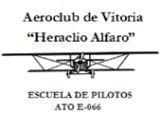 Aeroclub de Vitoria
“Heraclio Alfaro”
ESCUELA DE PILOTOS
ATO E-066